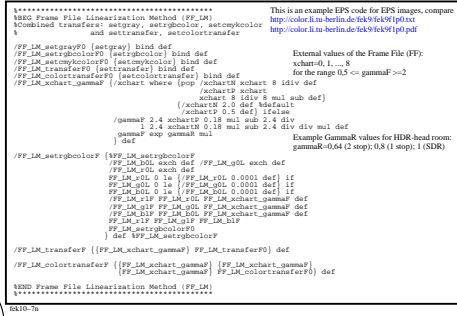 %******************************************
%BEG Frame File Linearization Method (FF_LM)
%Combined transfers: setgray, setrgbcolor, setcmykcolor
%             and settransfer, setcolortransfer
This is an example EPS code for EPS images, compare
http://color.li.tu-berlin.de/fek9/fek9f1p0.txt
http://color.li.tu-berlin.de/fek9/fek9f1p0.pdf
/FF_LM_setgrayF0 {setgray} bind def
/FF_LM_setrgbcolorF0 {setrgbcolor} bind def
/FF_LM_setcmykcolorF0 {setcmykcolor} bind def
/FF_LM_transferF0 {settransfer} bind def
/FF_LM_colortransferF0 {setcolortransfer} bind def
/FF_LM_xchart_gammaF {/xchart where {pop /xchartN xchart 8 idiv def
/xchartP xchart
xchart 8 idiv 8 mul sub def}
{/xchartN 2.0 def %default
/xchartP 0.5 def} ifelse
/gammaF 2.4 xchartP 0.18 mul sub 2.4 div
1 2.4 xchartN 0.18 mul sub 2.4 div div mul def
gammaF exp gammaR mul
} def
External values of the Frame File (FF):
xchart=0, 1, ..., 8
for the range 0,5 <= gammaF >=2
Example GammaR values for HDR-head room:
gammaR=0,64 (2 stop); 0,8 (1 stop); 1 (SDR)
/FF_LM_setrgbcolorF {%FF_LM_setrgbcolorF
/FF_LM_b0L exch def /FF_LM_g0L exch def
/FF_LM_r0L exch def
FF_LM_r0L 0 le {/FF_LM_r0L 0.0001 def} if
FF_LM_g0L 0 le {/FF_LM_g0L 0.0001 def} if
FF_LM_b0L 0 le {/FF_LM_b0L 0.0001 def} if
/FF_LM_r1F FF_LM_r0L FF_LM_xchart_gammaF def
/FF_LM_g1F FF_LM_g0L FF_LM_xchart_gammaF def
/FF_LM_b1F FF_LM_b0L FF_LM_xchart_gammaF def
FF_LM_r1F FF_LM_g1F FF_LM_b1F
FF_LM_setrgbcolorF0
} def %FF_LM_setrgbcolorF
/FF_LM_transferF {{FF_LM_xchart_gammaF} FF_LM_transferF0} def
/FF_LM_colortransferF {{FF_LM_xchart_gammaF} {FF_LM_xchart_gammaF}
{FF_LM_xchart_gammaF} FF_LM_colortransferF0} def
%END Frame File Linearization Method (FF_LM)
%******************************************
fek10-7n